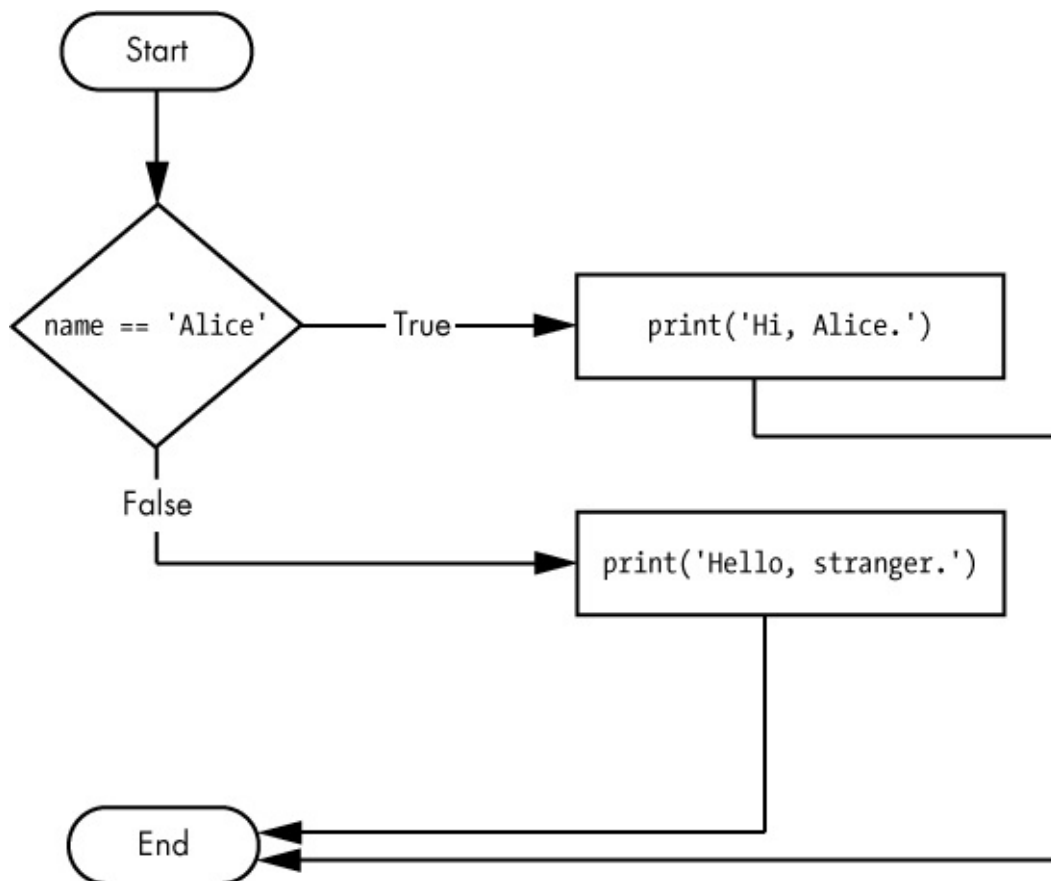 Start
name == 'Alice'
True
print('Hi, Alice.')
False
print('Hello, stranger.')
End